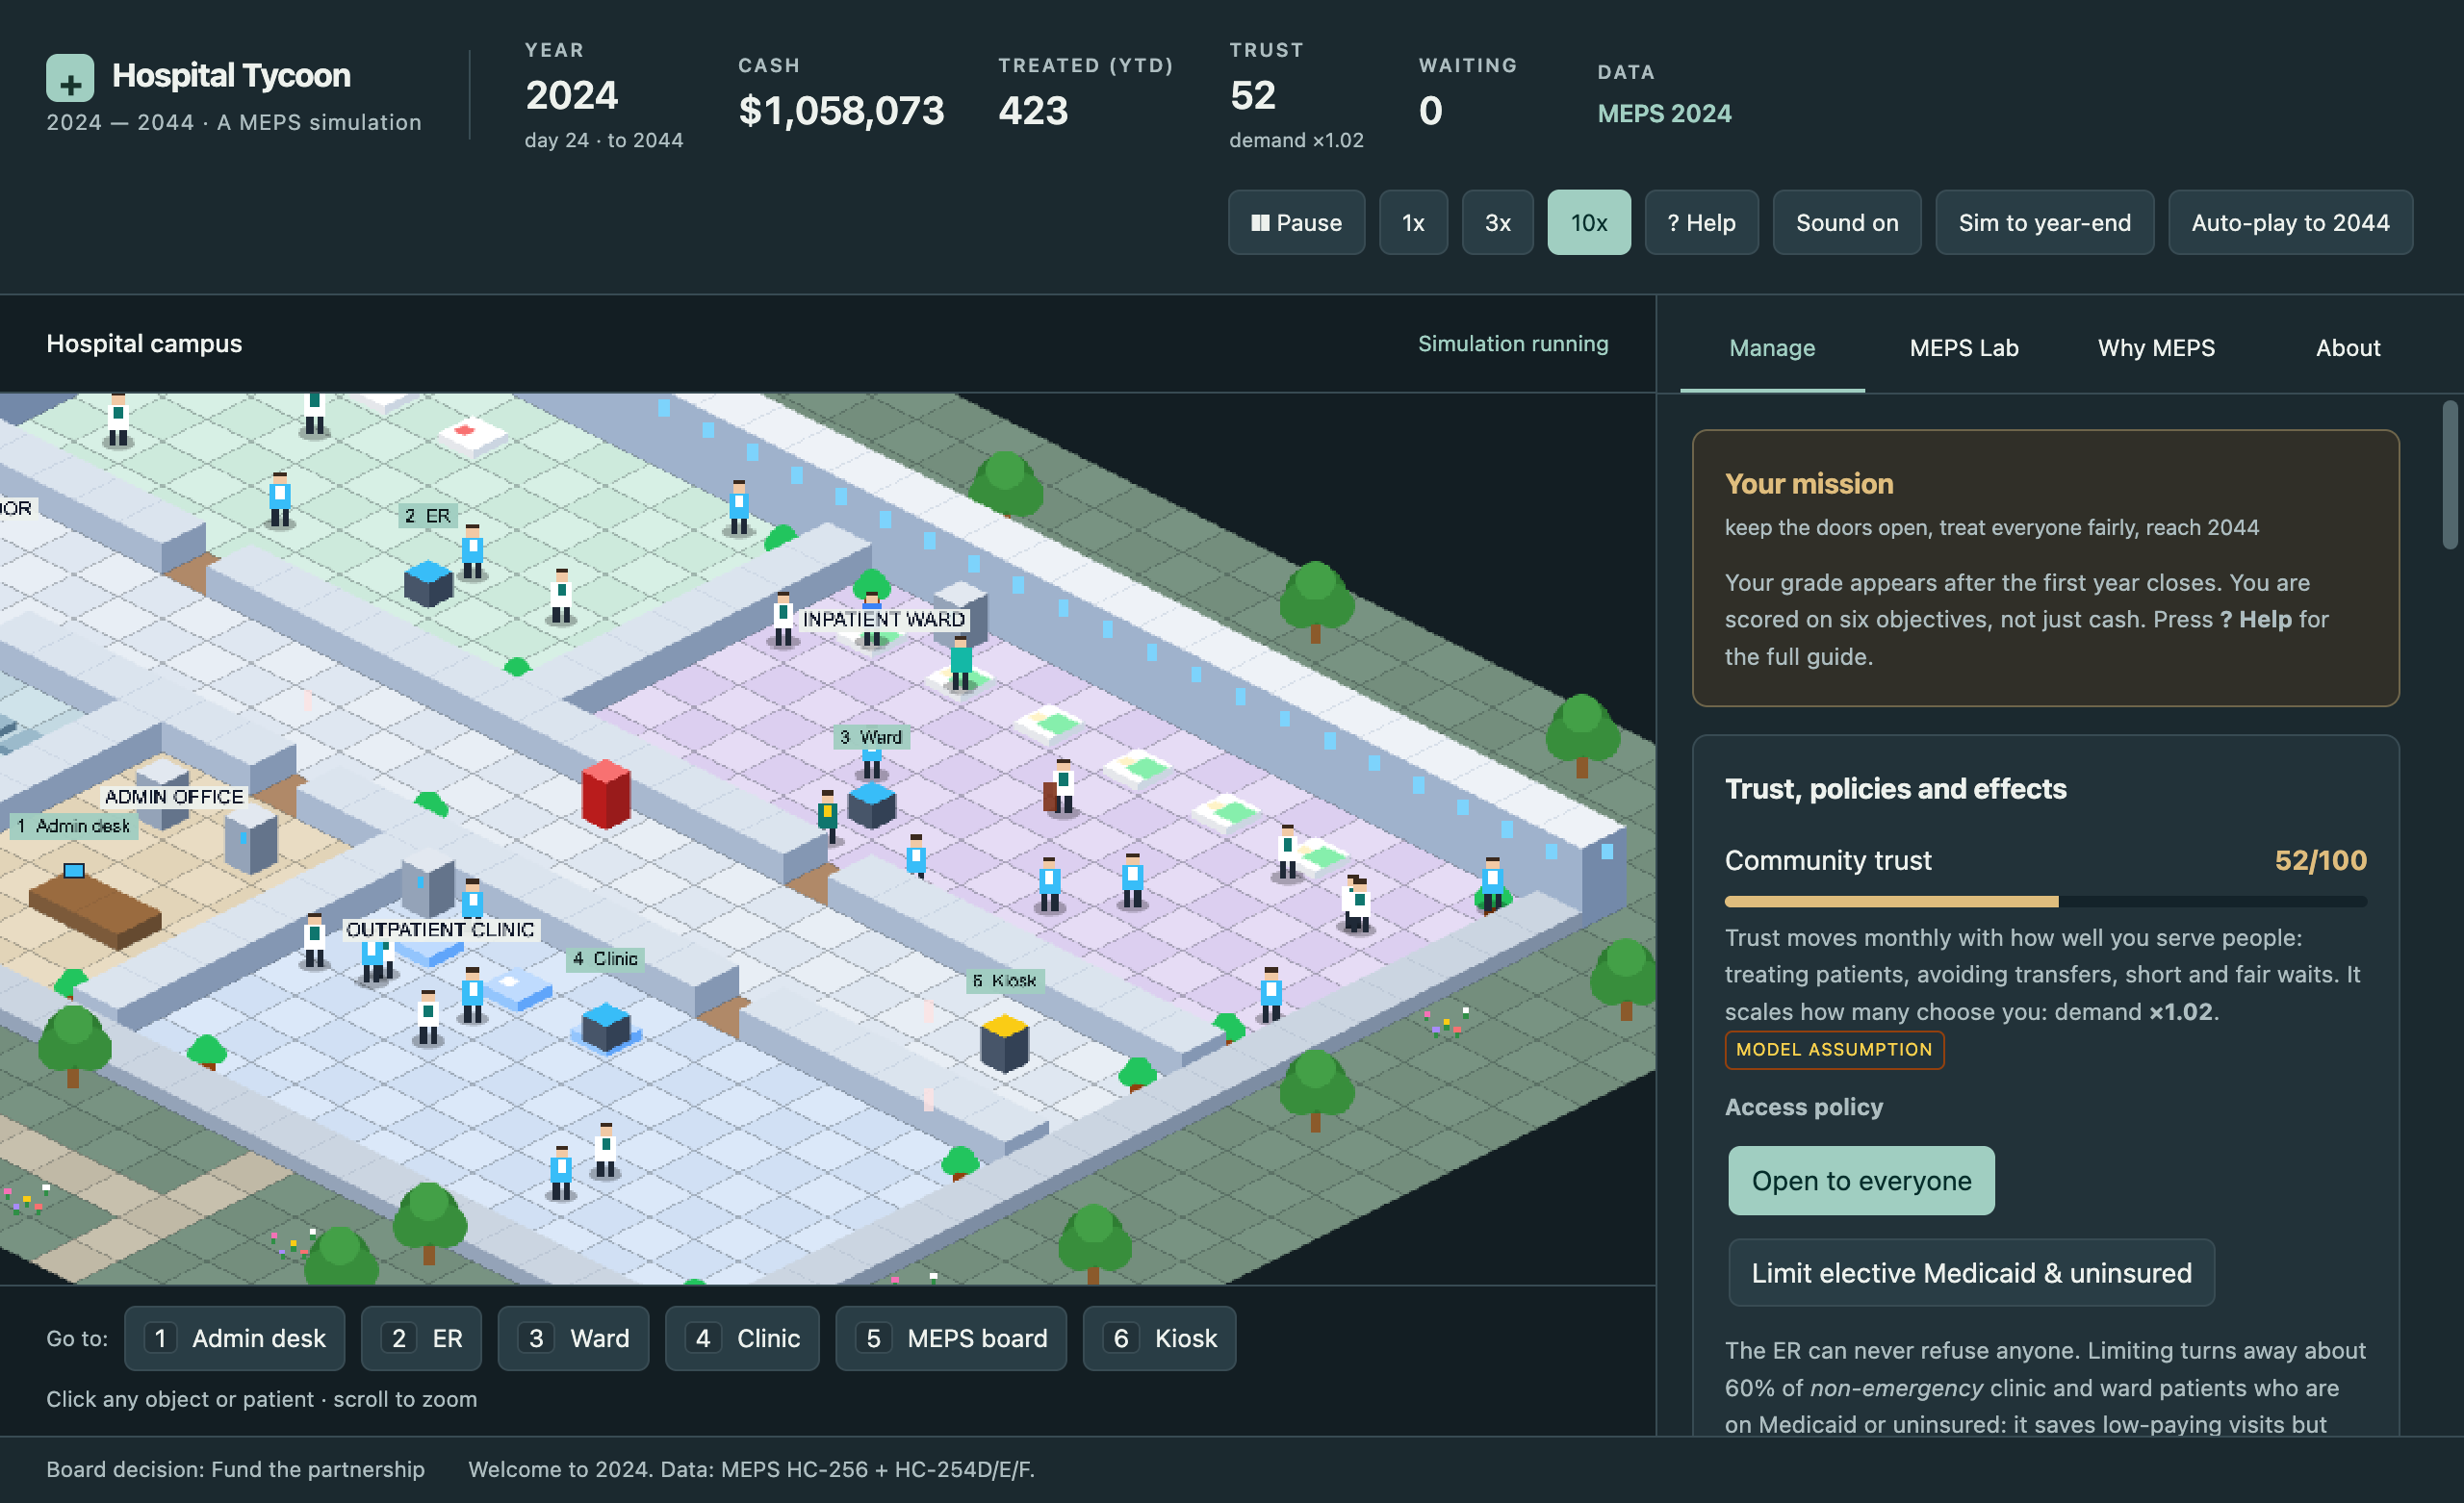 Hospital Tycoon
2024 — 2044 · A MEPS simulation
YEAR
2024
day 24 · to 2044
CASH
$1,058,073
TREATED (YTD)
423
TRUST
52
demand ×1.02
WAITING
0
DATA
MEPS 2024
Pause
1x
3x
10x
? Help
Sound on
Sim to year-end
Auto-play to 2044
Hospital campus
Simulation running
Manage
MEPS Lab
Why MEPS
About
2 ER
INPATIENT WARD
3 Ward
ADMIN OFFICE
1 Admin desk
OUTPATIENT CLINIC
4 Clinic
6 Kiosk
Your mission
keep the doors open, treat everyone fairly, reach 2044
Your grade appears after the first year closes. You are
scored on six objectives, not just cash. Press ? Help for
the full guide.
Trust, policies and effects
Community trust
52/100
Trust moves monthly with how well you serve people:
treating patients, avoiding transfers, short and fair waits. It
scales how many choose you: demand ×1.02.
MODEL ASSUMPTION
Access policy
Open to everyone
Limit elective Medicaid & uninsured
The ER can never refuse anyone. Limiting turns away about
60% of non-emergency clinic and ward patients who are
on Medicaid or uninsured: it saves low-paying visits but
Go to:
1 Admin desk
2 ER
3 Ward
4 Clinic
5 MEPS board
6 Kiosk
Click any object or patient · scroll to zoom
Board decision: Fund the partnership
Welcome to 2024. Data: MEPS HC-256 + HC-254D/E/F.